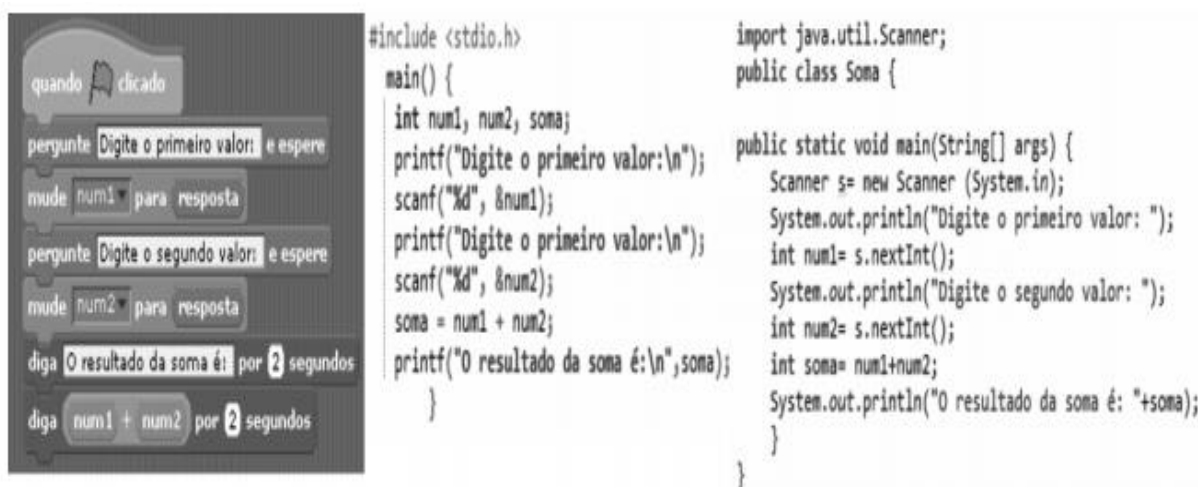 quando clicado
pergunte Digite o primeiro valor: e espere
mude num1 para resposta
pergunte Digite o segundo valor: e espere
mude num2 para resposta
diga O resultado da soma é: por 2 segundos
diga num1 + num2 por 2 segundos
#include <stdio.h>
main() {
int num1, num2, soma;
printf("Digite o primeiro valor:\n");
scanf("%d", &num1);
printf("Digite o primeiro valor:\n");
scanf("%d", &num2);
soma = num1 + num2;
printf("O resultado da soma é:\n",soma);
}
import java.util.Scanner;
public class Soma {
public static void main(String[] args) {
Scanner s= new Scanner (System.in);
System.out.println("Digite o primeiro valor: ");
int num1= s.nextInt();
System.out.println("Digite o segundo valor: ");
int num2= s.nextInt();
int soma= num1+num2;
System.out.println("O resultado da soma é: "+soma);
}
}